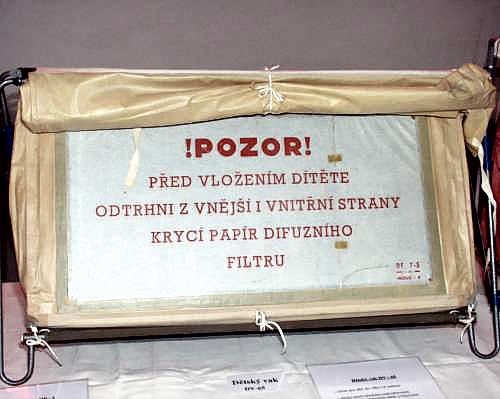 !POZOR!
PŘED VLOŽENÍM DÍTĚTE
ODTRHNI Z VNĚJŠÍ I VNITŘNÍ STRANY
KRYCÍ PAPÍR DIFUZNÍHO
FILTRU
Dětský vak